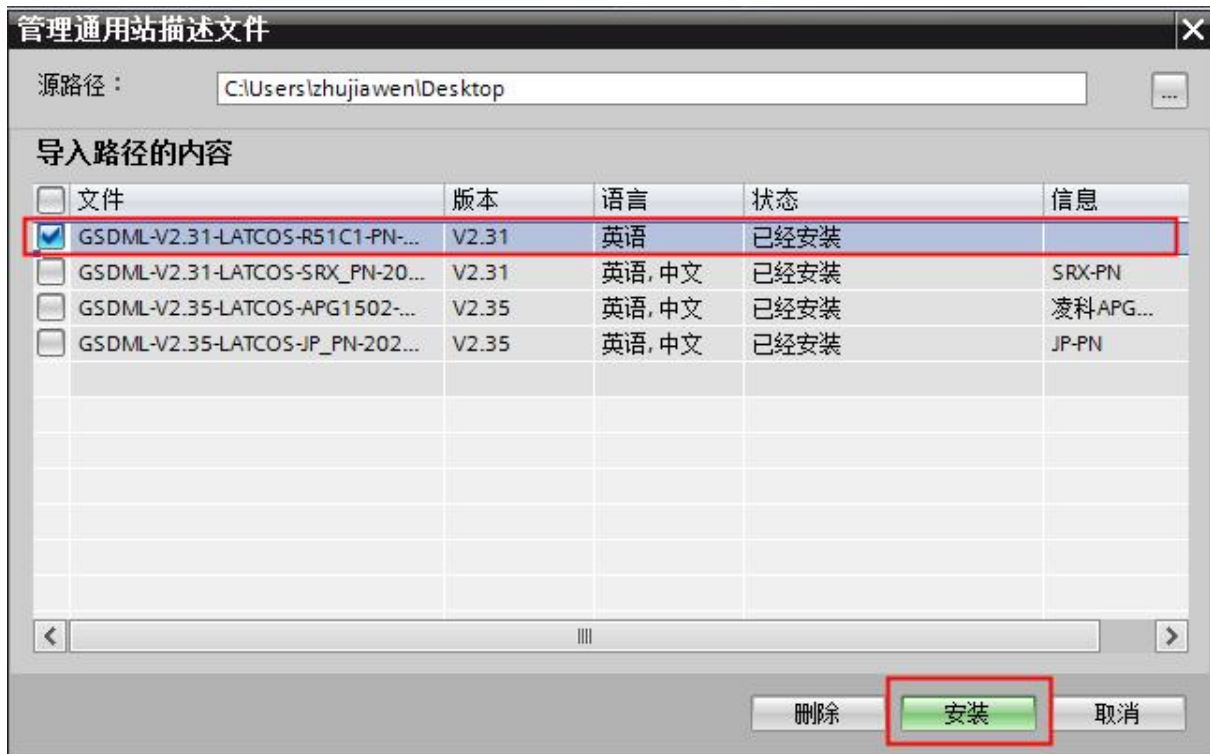 管理通用站描述文件
源路径： C:\Users\zhujiawen\Desktop ...
导入路径的内容
文件 版本 语言 状态 信息
GSDML-V2.31-LATCOS-R51C1-PN-... V2.31 英语 已经安装
GSDML-V2.31-LATCOS-SRX_PN-20... V2.31 英语, 中文 已经安装 SRX-PN
GSDML-V2.35-LATCOS-APG1502-... V2.35 英语, 中文 已经安装 凌科APG...
GSDML-V2.35-LATCOS-JP_PN-202... V2.35 英语, 中文 已经安装 JP-PN
删除 安装 取消